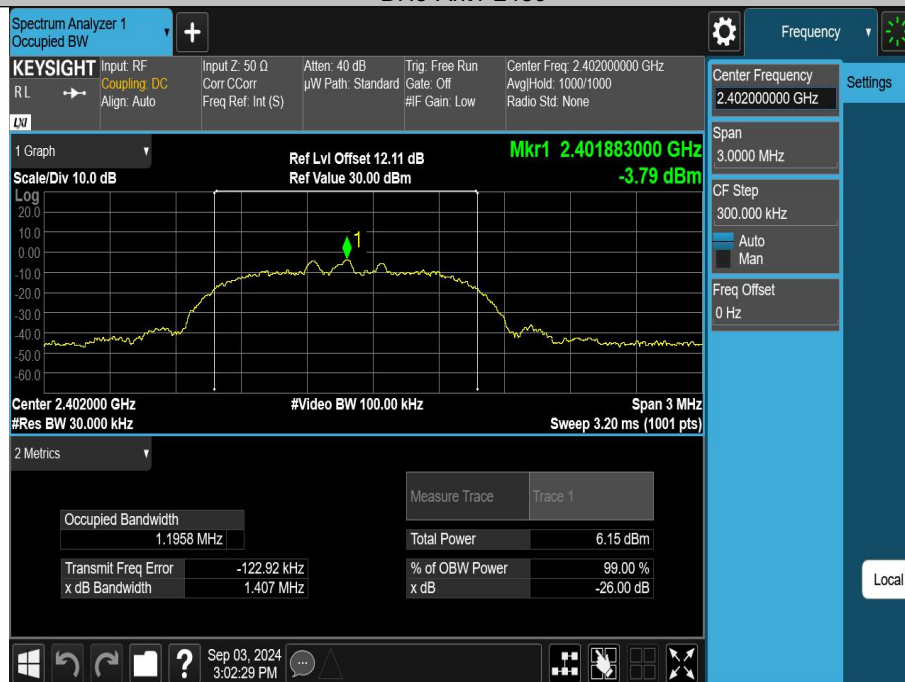 Spectrum Analyzer 1
Occupied BW
Frequency
KEYSIGHT
Input: RF
Input Z: 50 Ω
Atten: 40 dB
Trig: Free Run
Center Freq: 2.402000000 GHz
R L
Coupling: DC
Corr CCorr
µW Path: Standard
Gate: Off
Avg|Hold: 1000/1000
Align: Auto
Freq Ref: Int (S)
#IF Gain: Low
Radio Std: None
LXI
Center Frequency
2.402000000 GHz
Settings
Span
3.0000 MHz
CF Step
300.000 kHz
Auto
Man
Freq Offset
0 Hz
Local
1 Graph
Ref Lvl Offset 12.11 dB
Mkr1 2.401883000 GHz
Scale/Div 10.0 dB
Ref Value 30.00 dBm
-3.79 dBm
Log
20.0
10.0
1
0.00
-10.0
-20.0
-30.0
-40.0
-50.0
-60.0
Center 2.402000 GHz
#Video BW 100.00 kHz
Span 3 MHz
#Res BW 30.000 kHz
Sweep 3.20 ms (1001 pts)
2 Metrics
Measure Trace
Trace 1
Occupied Bandwidth
1.1958 MHz
Total Power
6.15 dBm
Transmit Freq Error
-122.92 kHz
% of OBW Power
99.00 %
x dB Bandwidth
1.407 MHz
x dB
-26.00 dB
?
Sep 03, 2024
3:02:29 PM